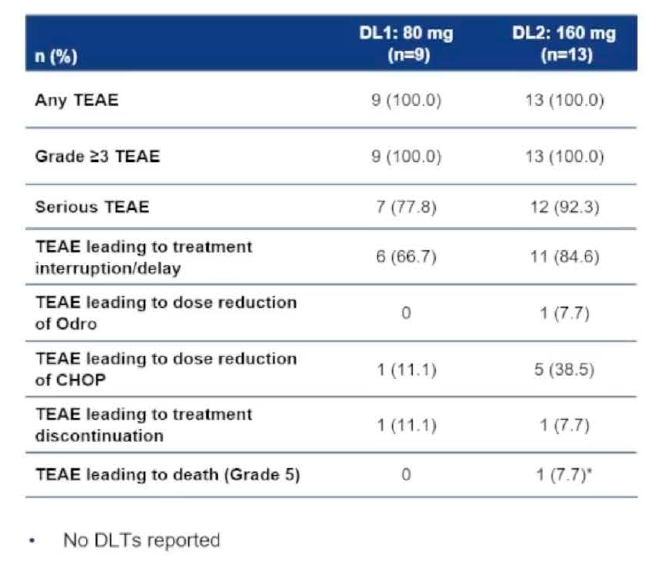 n (%) DL1: 80 mg (n=9) DL2: 160 mg (n=13)
Any TEAE 9 (100.0) 13 (100.0)
Grade ≥3 TEAE 9 (100.0) 13 (100.0)
Serious TEAE 7 (77.8) 12 (92.3)
TEAE leading to treatment
interruption/delay 6 (66.7) 11 (84.6)
TEAE leading to dose reduction
of Odro 0 1 (7.7)
TEAE leading to dose reduction
of CHOP 1 (11.1) 5 (38.5)
TEAE leading to treatment
discontinuation 1 (11.1) 1 (7.7)
TEAE leading to death (Grade 5) 0 1 (7.7)*
• No DLTs reported